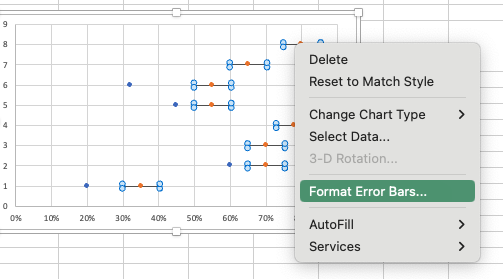 9
8
7
6
5
4
3
2
1
0
0% 10% 20% 30% 40% 50% 60% 70% 8
Delete
Reset to Match Style
Change Chart Type
Select Data...
3-D Rotation...
Format Error Bars...
AutoFill
Services